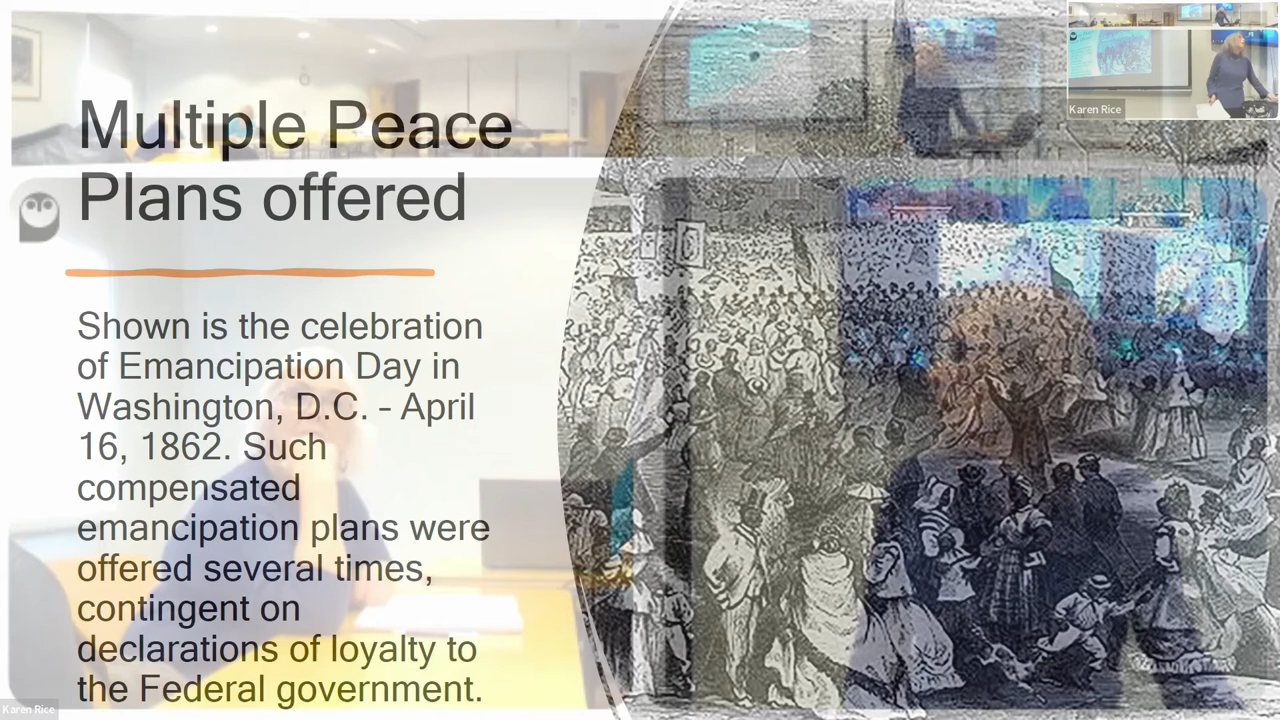 Multiple Peace
Plans offered
Shown is the celebration
of Emancipation Day in
Washington, D.C. – April
16, 1862. Such
compensated
emancipation plans were
offered several times,
contingent on
declarations of loyalty to
the Federal government.
Karen Rice
Karen Rice